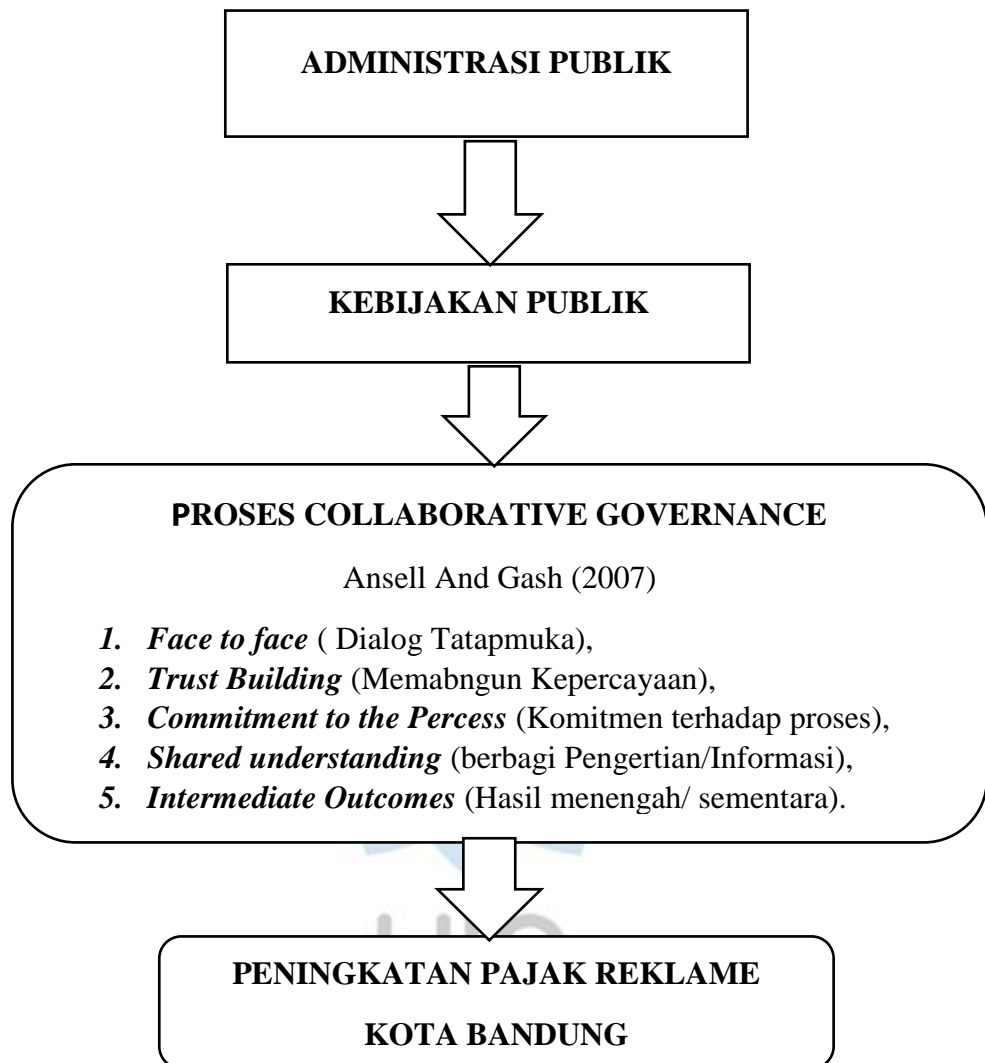 ADMINISTRASI PUBLIK
KEBIJAKAN PUBLIK
PROSES COLLABORATIVE GOVERNANCE
Ansell And Gash (2007)
1. Face to face ( Dialog Tatapmuka),
2. Trust Building (Memabngun Kepercayaan),
3. Commitment to the Percess (Komitmen terhadap proses),
4. Shared understanding (berbagi Pengertian/Informasi),
5. Intermediate Outcomes (Hasil menengah/ sementara).
PENINGKATAN PAJAK REKLAME
KOTA BANDUNG